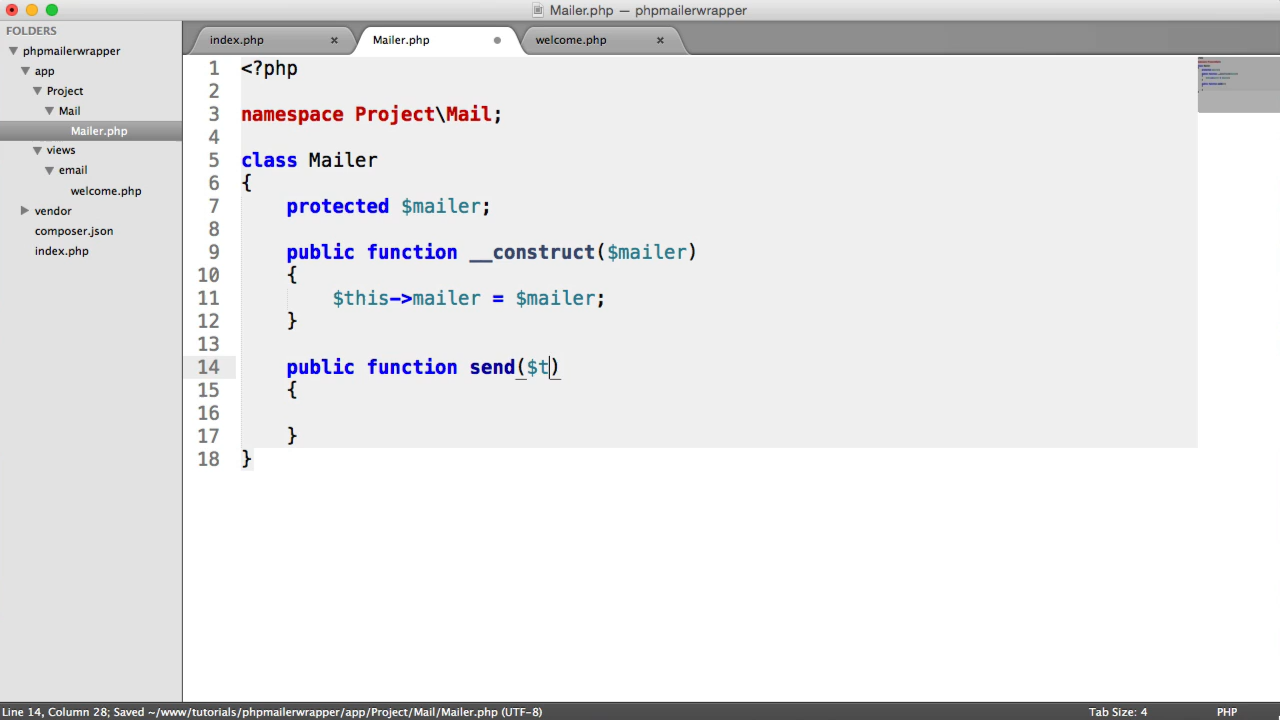 Mailer.php — phpmailerwrapper
FOLDERS
phpmailerwrapper
app
Project
Mail
Mailer.php
views
email
welcome.php
vendor
composer.json
index.php
index.php × Mailer.php welcome.php ×
1 <?php
2
3 namespace Project\Mail;
4
5 class Mailer
6 {
7 protected $mailer;
8
9 public function __construct($mailer)
10 {
11 $this->mailer = $mailer;
12 }
13
14 public function send($t)
15 {
16
17 }
18 }
Line 14, Column 28; Saved ~/www/tutorials/phpmailerwrapper/app/Project/Mail/Mailer.php (UTF-8) Tab Size: 4 PHP